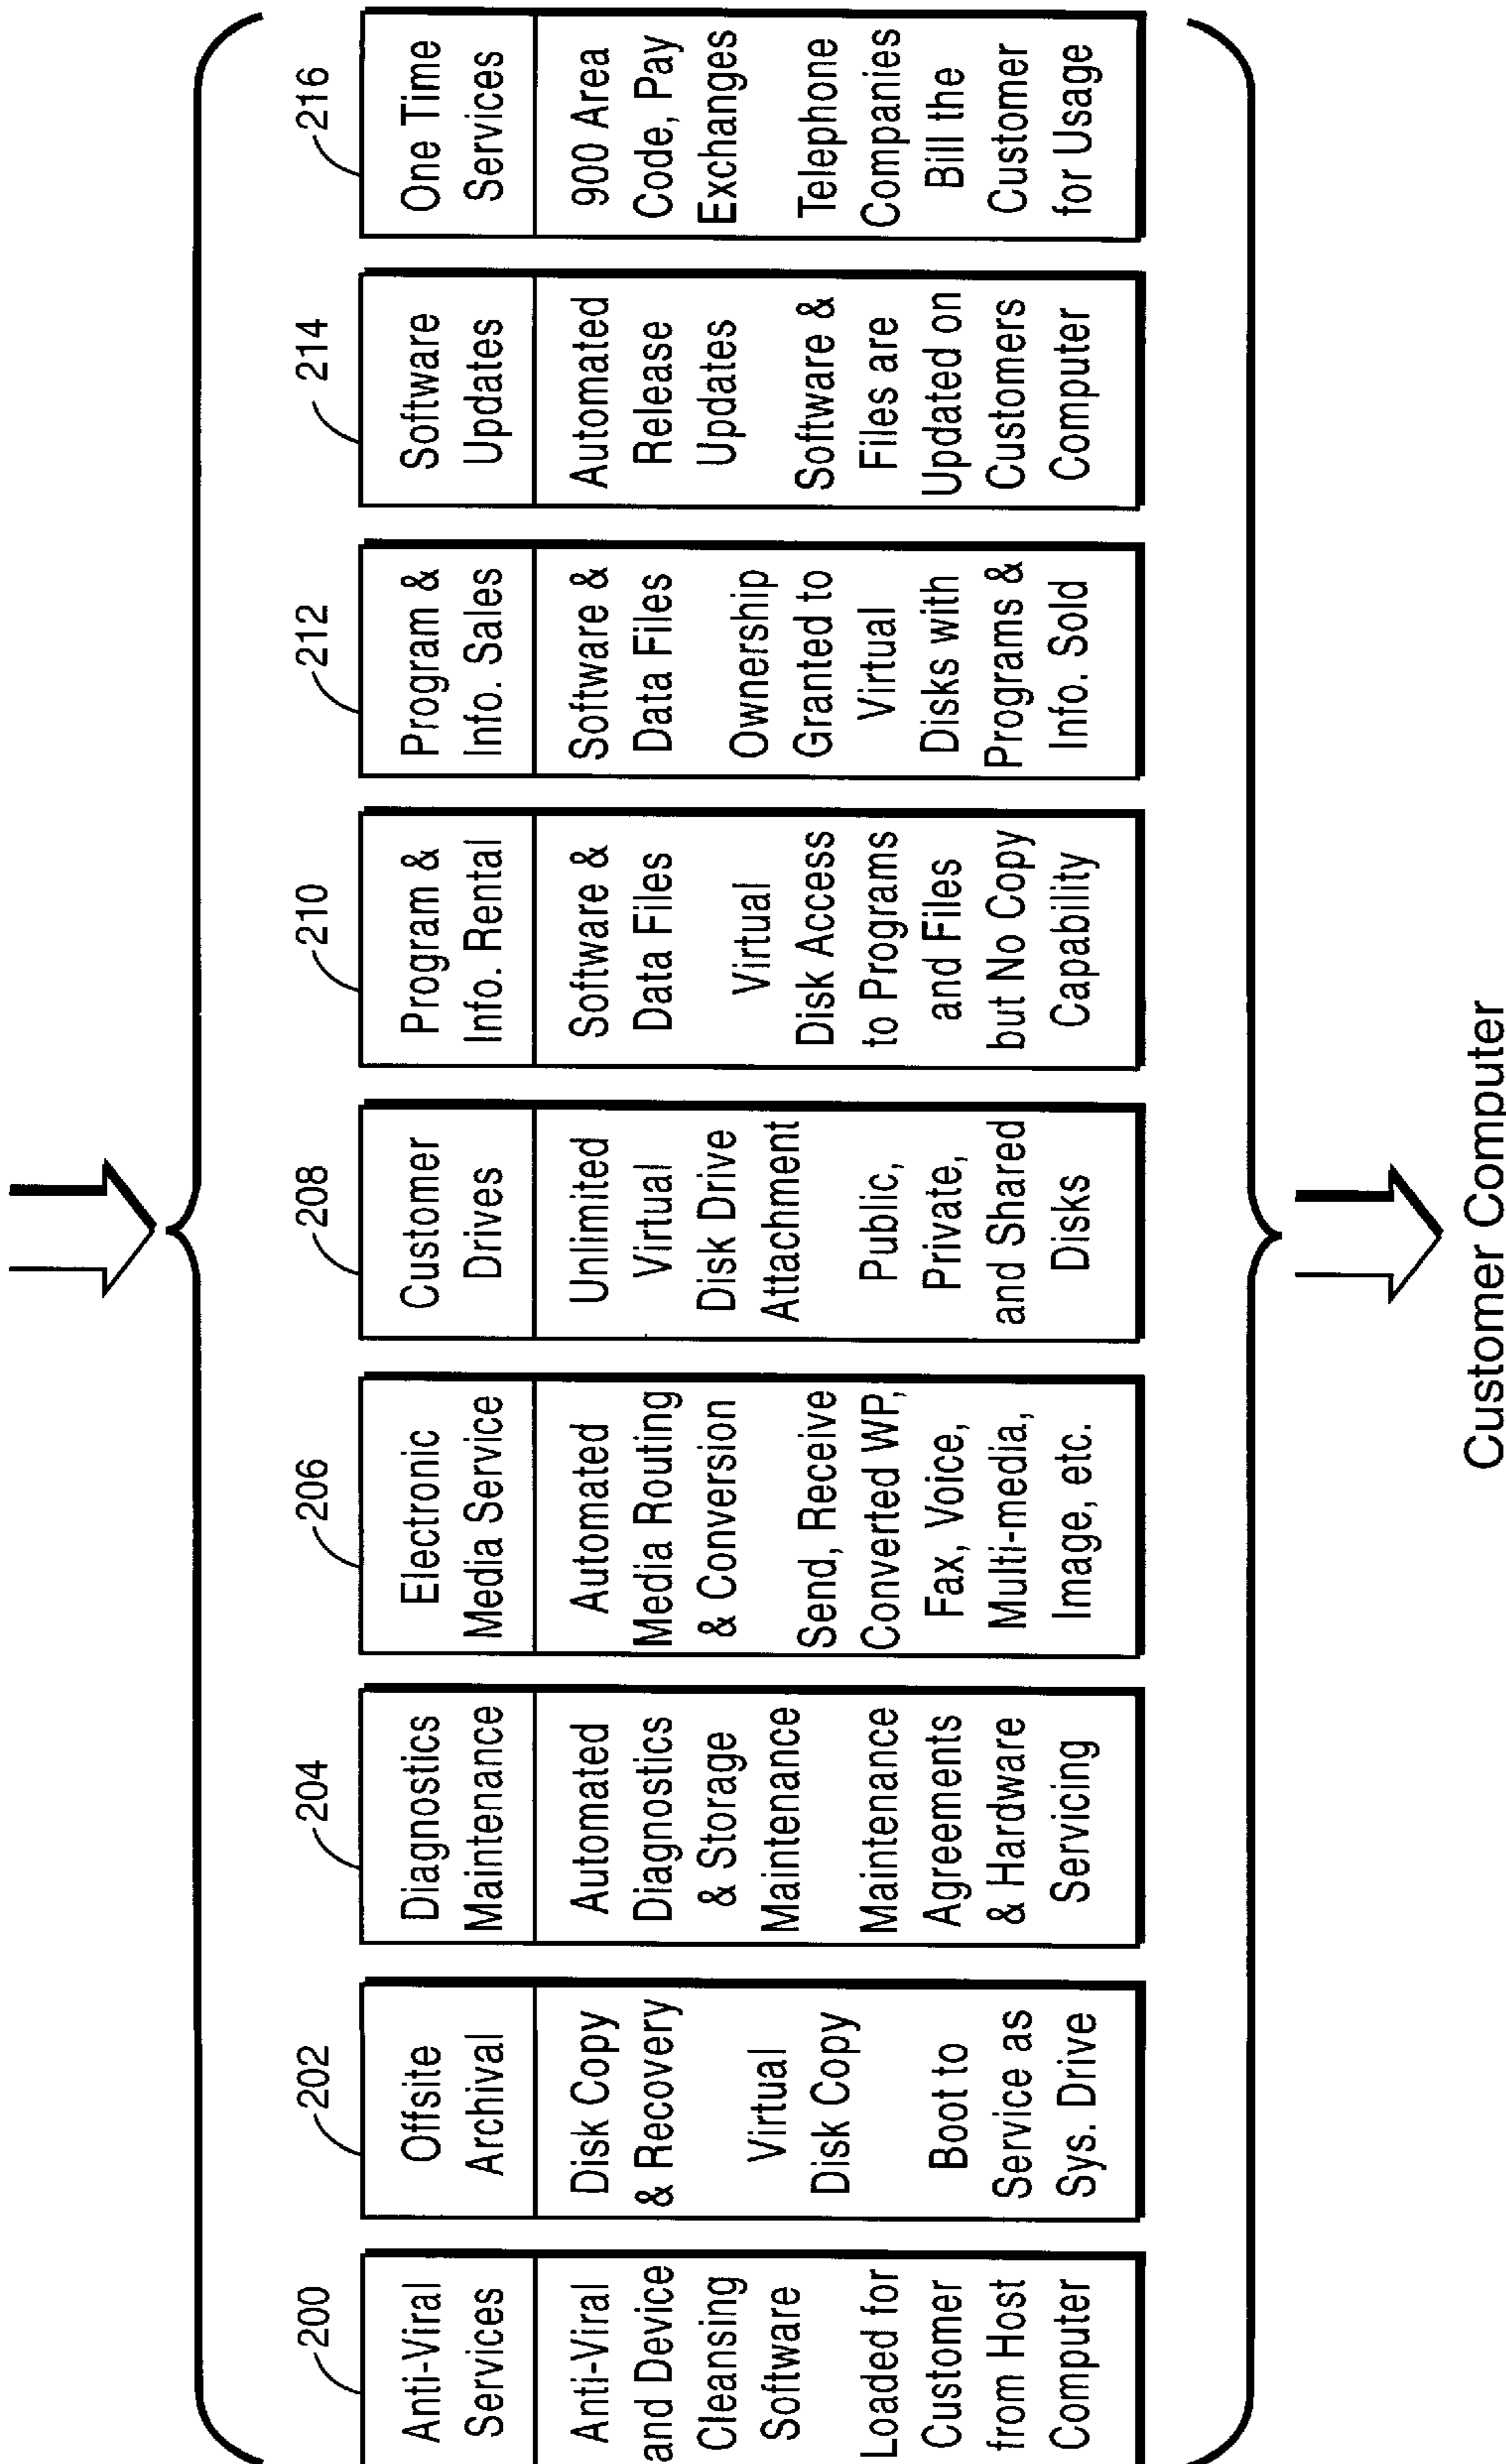 200
Anti-Viral
Services
Anti-Viral
and Device
Cleansing
Software
Loaded for
Customer
from Host
Computer
202
Offsite
Archival
Disk Copy
& Recovery
Virtual
Disk Copy
Boot to
Service as
Sys. Drive
204
Diagnostics
Maintenance
Automated
Diagnostics
& Storage
Maintenance
Maintenance
Agreements
& Hardware
Servicing
206
Electronic
Media Service
Automated
Media Routing
& Conversion
Send, Receive
Converted WP,
Fax, Voice,
Multi-media,
Image, etc.
208
Customer
Drives
Unlimited
Virtual
Disk Drive
Attachment
Public,
Private,
and Shared
Disks
210
Program &
Info. Rental
Software &
Data Files
Virtual
Disk Access
to Programs
and Files
but No Copy
Capability
212
Program &
Info. Sales
Software &
Data Files
Ownership
Granted to
Virtual
Disks with
Programs &
Info. Sold
214
Software
Updates
Automated
Release
Updates
Software &
Files are
Updated on
Customers
Computer
216
One Time
Services
900 Area
Code, Pay
Exchanges
Telephone
Companies
Bill the
Customer
for Usage
Customer Computer